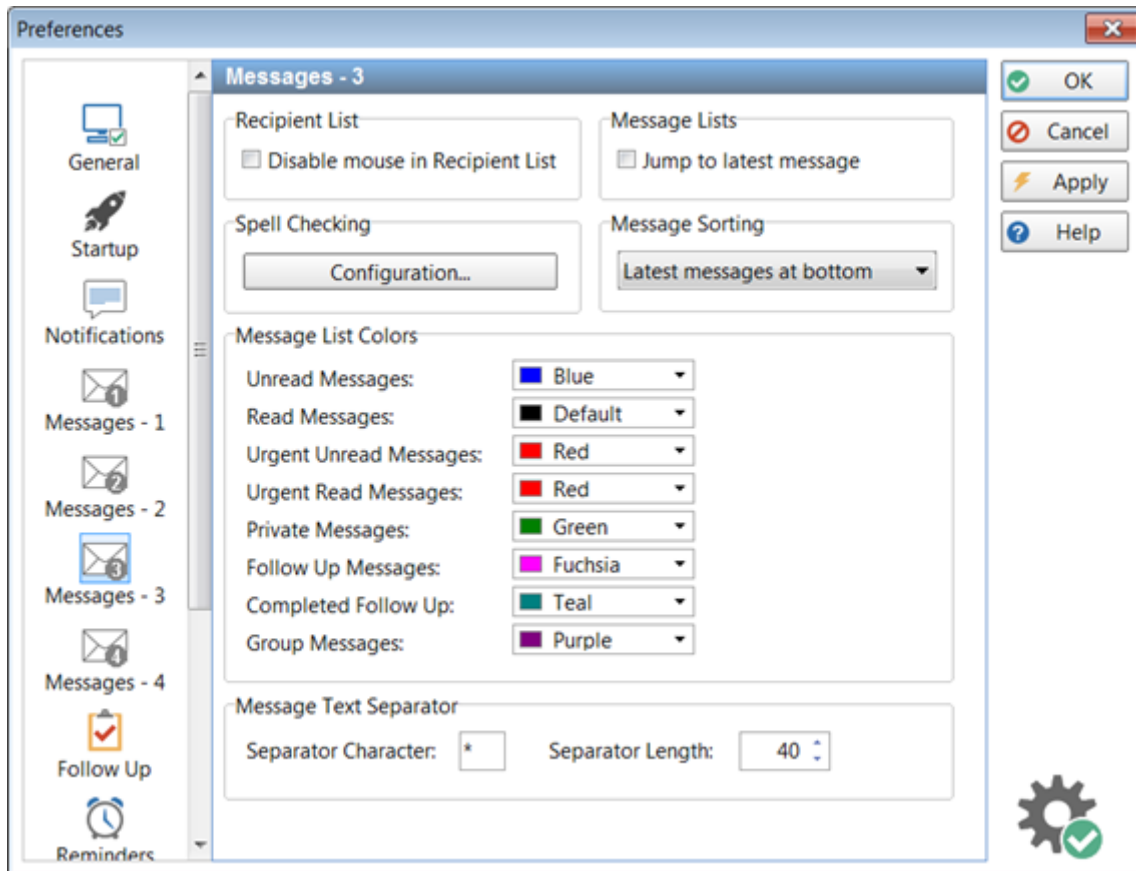 Preferences
General
Startup
Notifications
1
Messages - 1
2
Messages - 2
3
Messages - 3
4
Messages - 4
Follow Up
Reminders
Messages - 3
Recipient List
Disable mouse in Recipient List
Message Lists
Jump to latest message
Spell Checking
Configuration...
Message Sorting
Latest messages at bottom
Message List Colors
Unread Messages: Blue
Read Messages: Default
Urgent Unread Messages: Red
Urgent Read Messages: Red
Private Messages: Green
Follow Up Messages: Fuchsia
Completed Follow Up: Teal
Group Messages: Purple
Message Text Separator
Separator Character: * Separator Length: 40
OK
Cancel
Apply
? Help